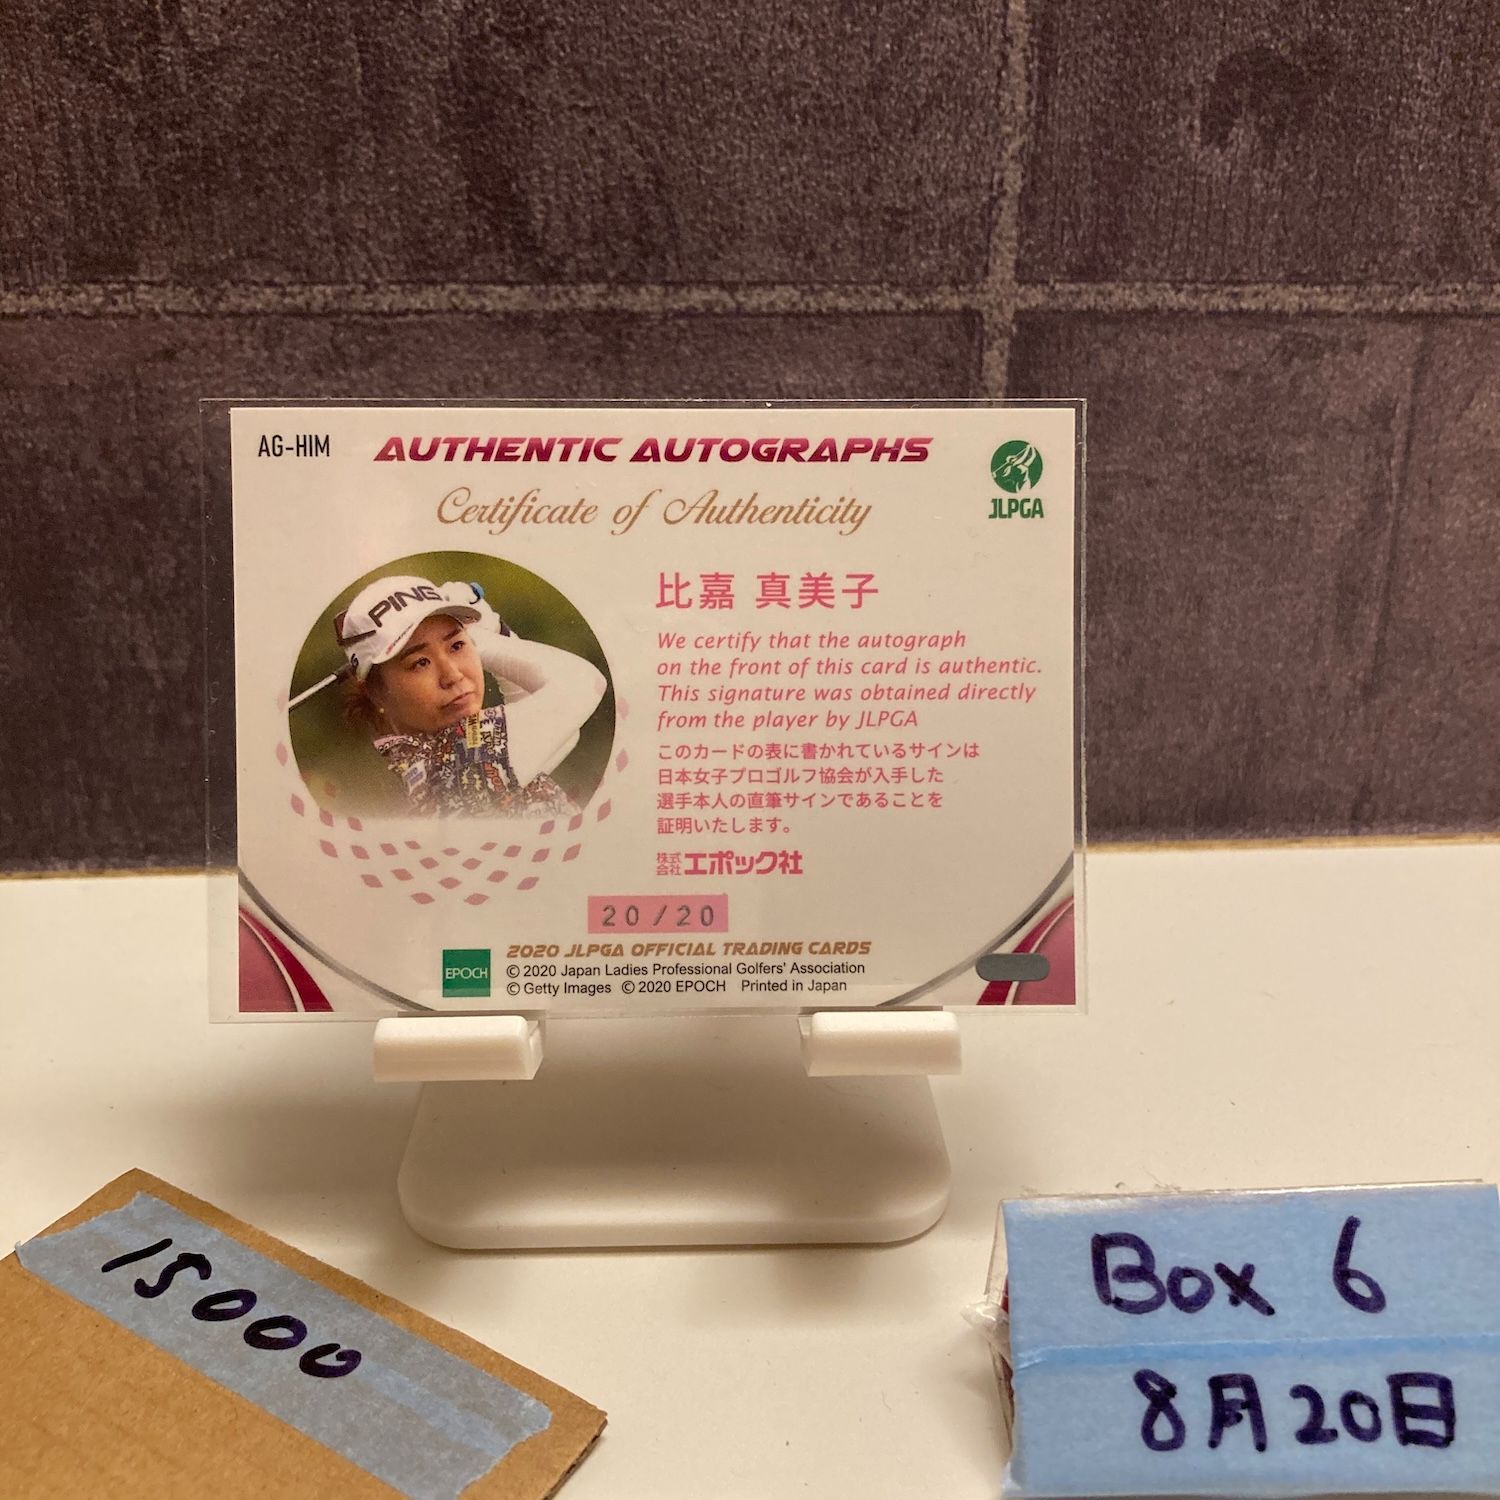 AG-HIM
AUTHENTIC AUTOGRAPHS
Certificate of Authenticity
JLPGA
PING
比嘉 真美子
We certify that the autograph
on the front of this card is authentic.
This signature was obtained directly
from the player by JLPGA
このカードの表に書かれているサインは
日本女子プロゴルフ協会が入手した
選手本人の直筆サインであることを
証明いたします。
株式会社エポック社
20/20
EPOCH
2020 JLPGA OFFICIAL TRADING CARDS
© 2020 Japan Ladies Professional Golfers' Association
© Getty Images © 2020 EPOCH Printed in Japan
15000
Box 6
8月20日